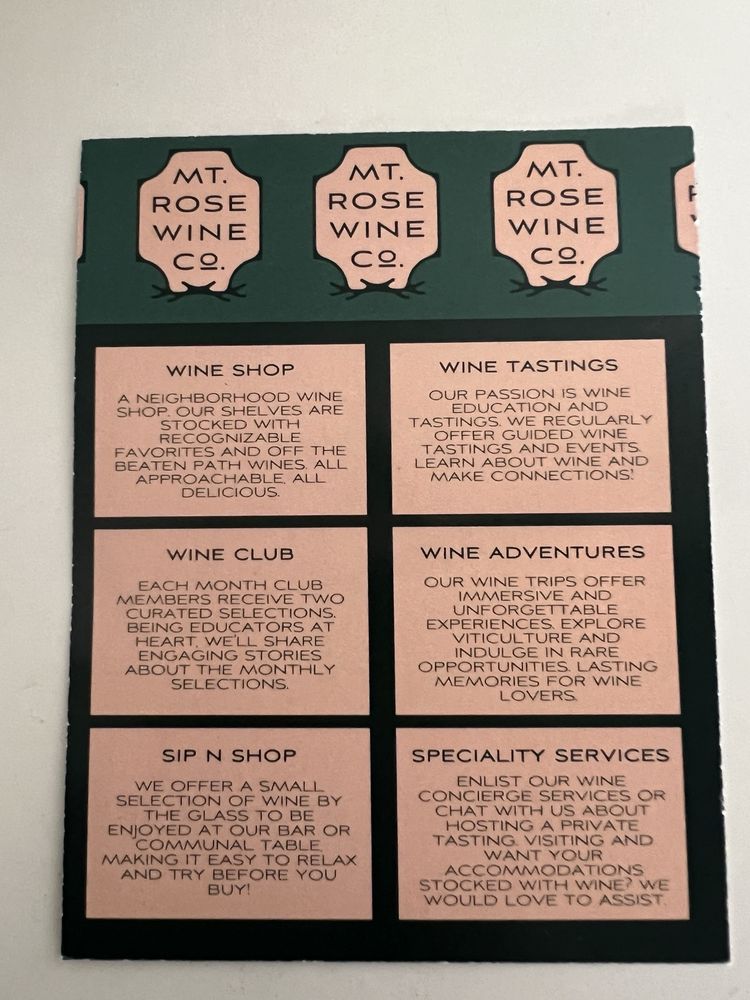 MT.
ROSE
WINE
Co.
MT.
ROSE
WINE
Co.
MT.
ROSE
WINE
Co.
WINE SHOP
A NEIGHBORHOOD WINE
SHOP. OUR SHELVES ARE
STOCKED WITH
RECOGNIZABLE
FAVORITES AND OFF THE
BEATEN PATH WINES. ALL
APPROACHABLE, ALL
DELICIOUS.
WINE TASTINGS
OUR PASSION IS WINE
EDUCATION AND
TASTINGS. WE REGULARLY
OFFER GUIDED WINE
TASTINGS AND EVENTS.
LEARN ABOUT WINE AND
MAKE CONNECTIONS!
WINE CLUB
EACH MONTH CLUB
MEMBERS RECEIVE TWO
CURATED SELECTIONS.
BEING EDUCATORS AT
HEART, WE'LL SHARE
ENGAGING STORIES
ABOUT THE MONTHLY
SELECTIONS.
WINE ADVENTURES
OUR WINE TRIPS OFFER
IMMERSIVE AND
UNFORGETTABLE
EXPERIENCES. EXPLORE
VITICULTURE AND
INDULGE IN RARE
OPPORTUNITIES. LASTING
MEMORIES FOR WINE
LOVERS.
SIP N SHOP
WE OFFER A SMALL
SELECTION OF WINE BY
THE GLASS TO BE
ENJOYED AT OUR BAR OR
COMMUNAL TABLE
MAKING IT EASY TO RELAX
AND TRY BEFORE YOU
BUY!
SPECIALITY SERVICES
ENLIST OUR WINE
CONCIERGE SERVICES OR
CHAT WITH US ABOUT
HOSTING A PRIVATE
TASTING. VISITING AND
WANT YOUR
ACCOMMODATIONS
STOCKED WITH WINE? WE
WOULD LOVE TO ASSIST.